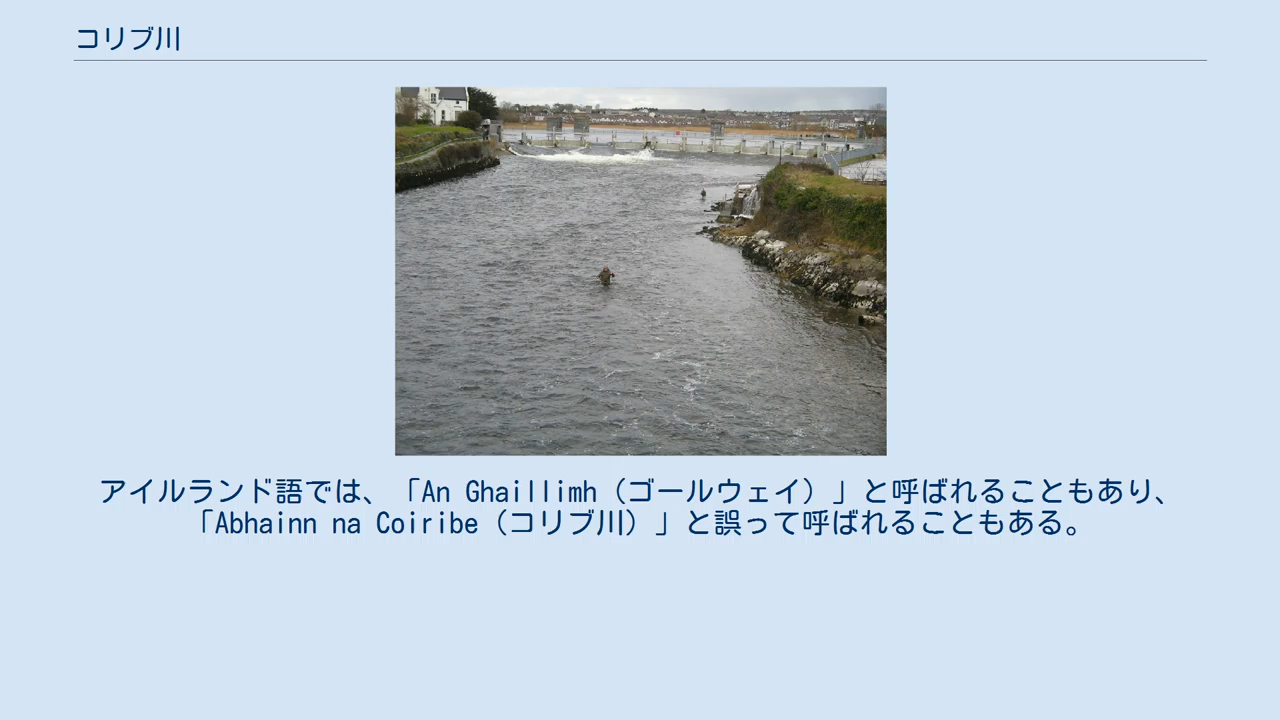 コリブ川
アイルランド語では、「An Ghaillimh（ゴールウェイ）」と呼ばれることもあり、
「Abhainn na Coiribe（コリブ川）」と誤って呼ばれることもある。